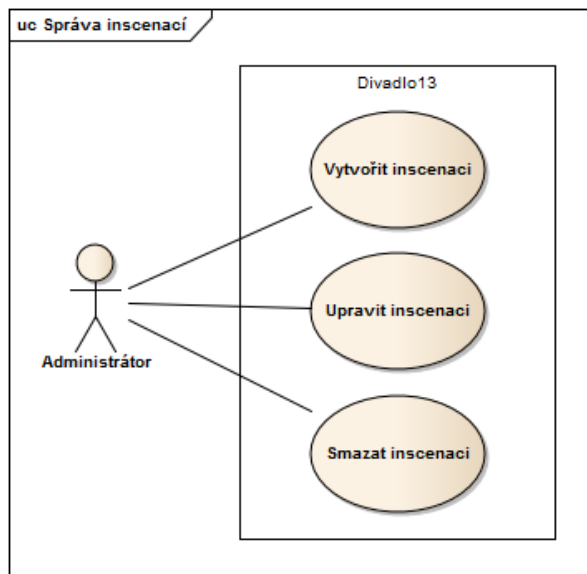 uc Správa inscenací
Divadlo13
Vytvořit inscenaci
Upravit inscenaci
Administrátor
Smazat inscenaci